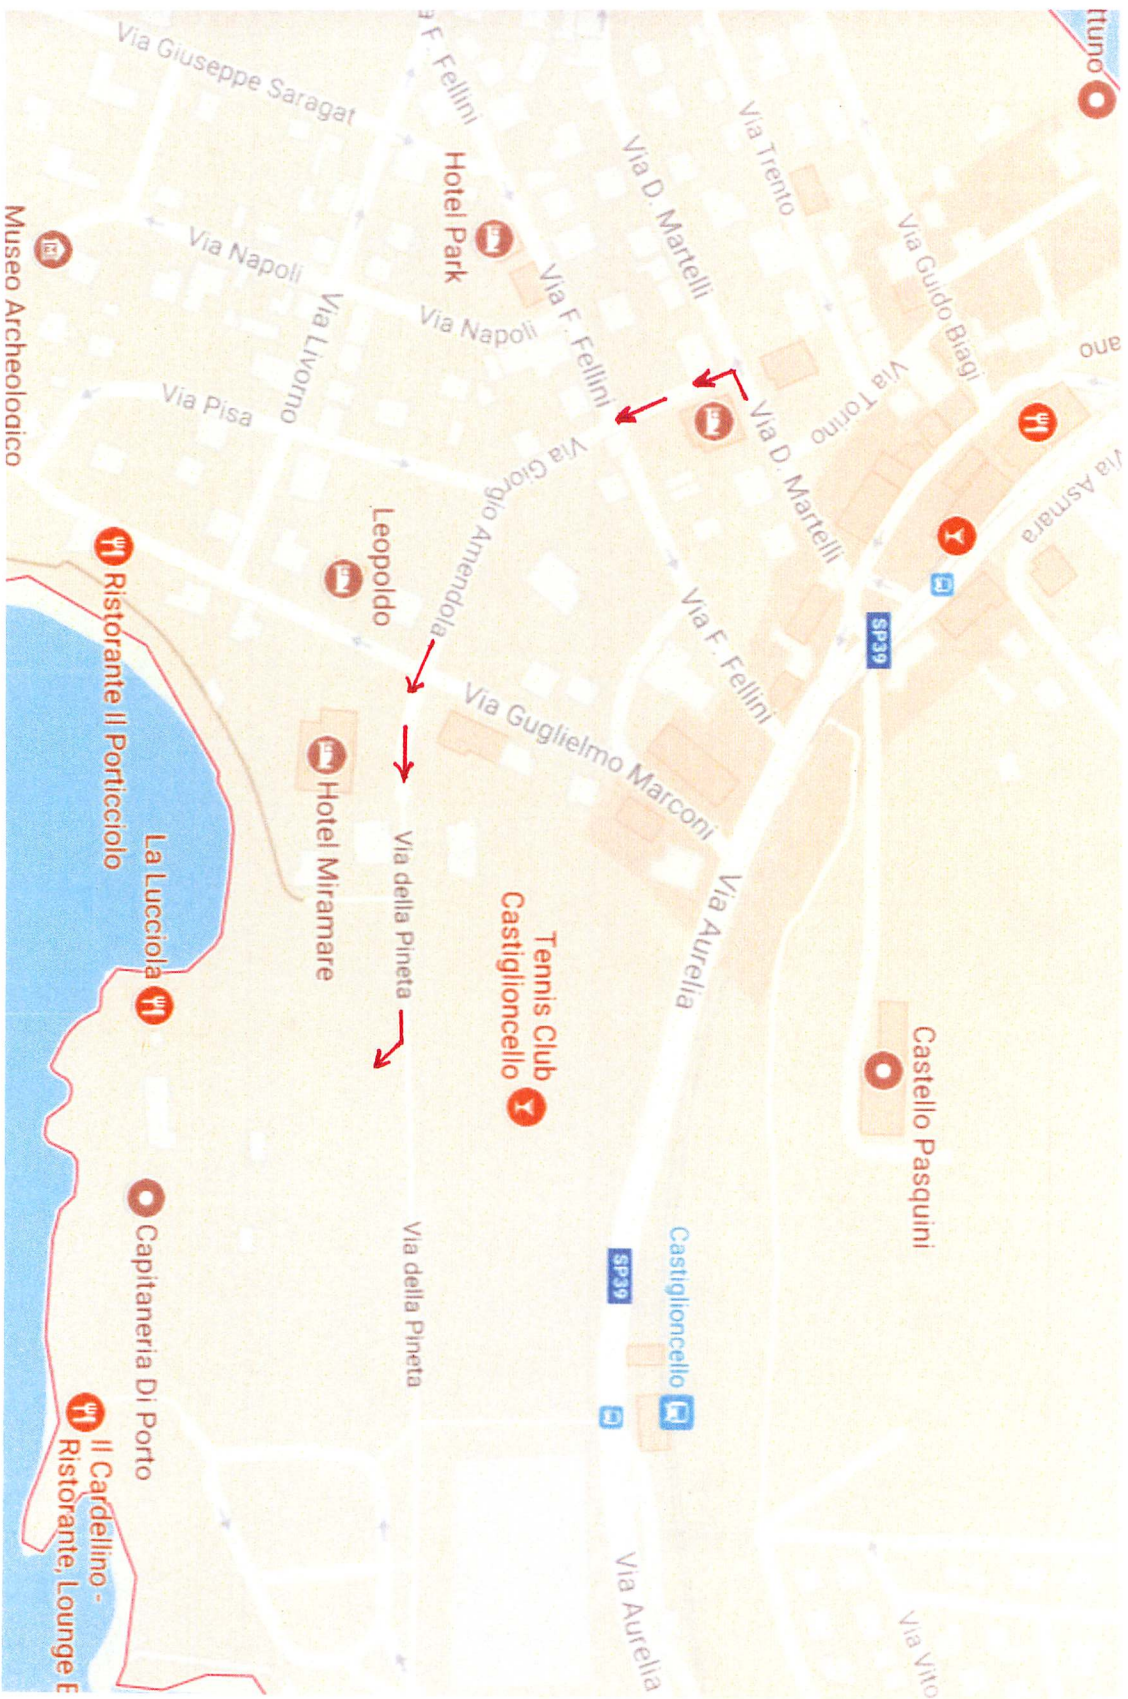 ttuno
ano
Via Asmara
Via Guido Biagi
Via Torino
Via Trento
SP39
Castello Pasquini
Via Vito
Via D. Martelli
Via D. Martelli
Via F. Fellini
Via Aurelia
Castiglioncello
SP39
Via Aurelia
a F. Fellini
Via F. Fellini
Hotel Park
Via Napoli
Via Giorgio Amendola
Via Guglielmo Marconi
Tennis Club
Castiglioncello
Via Giuseppe Saragat
Via Napoli
Via Livorno
Leopoldo
Via della Pineta
Via della Pineta
Via Pisa
Hotel Miramare
Museo Archeologico
Ristorante Il Porticciolo
La Lucciola
Capitaneria Di Porto
Il Cardellino -
Ristorante, Lounge E